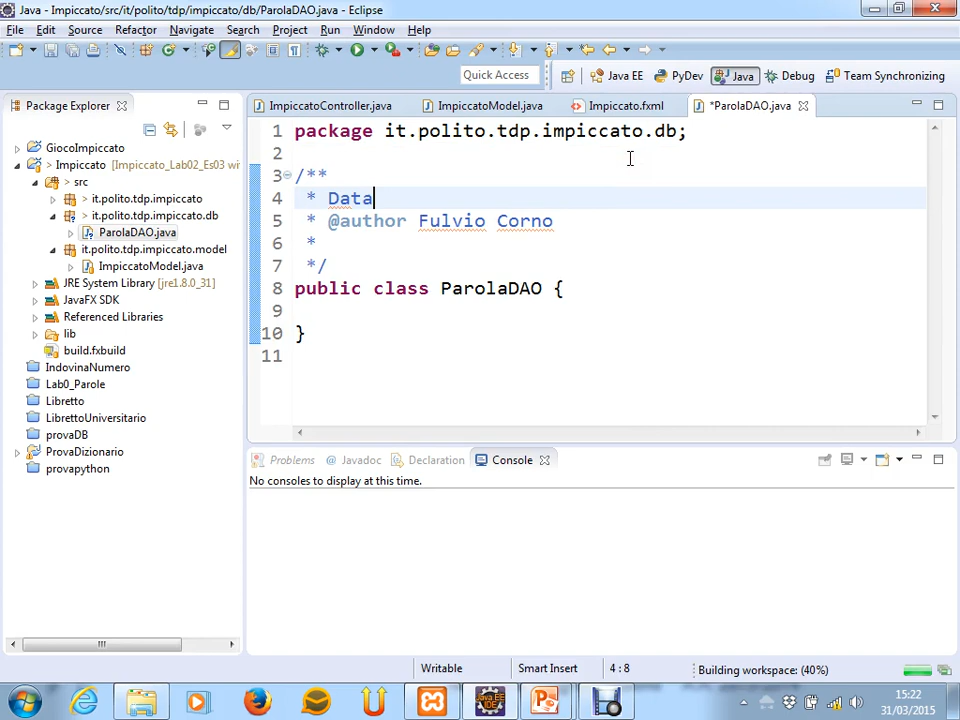 Java - Impiccato/src/it/polito/tdp/impiccato/db/ParolaDAO.java - Eclipse
File Edit Source Refactor Navigate Search Project Run Window Help
Quick Access Java EE PyDev Java Debug Team Synchronizing
Package Explorer
ImpiccatoController.java ImpiccatoModel.java Impiccato.fxml *ParolaDAO.java
GiocoImpiccato
> Impiccato [Impiccato_Lab02_Es03 wi
> src
> it.polito.tdp.impiccato
> it.polito.tdp.impiccato.db
ParolaDAO.java
it.polito.tdp.impiccato.model
ImpiccatoModel.java
JRE System Library [jre1.8.0_31]
JavaFX SDK
Referenced Libraries
lib
build.fxbuild
IndovinaNumero
Lab0_Parole
Libretto
LibrettoUniversitario
provaDB
ProvaDizionario
provapython
1 package it.polito.tdp.impiccato.db;
2
3 /**
4 * Data
5 * @author Fulvio Corno
6 *
7 */
8 public class ParolaDAO {
9
10 }
11
Problems @ Javadoc Declaration Console
No consoles to display at this time.
Writable Smart Insert 4 : 8 Building workspace: (40%)
15:22
31/03/2015